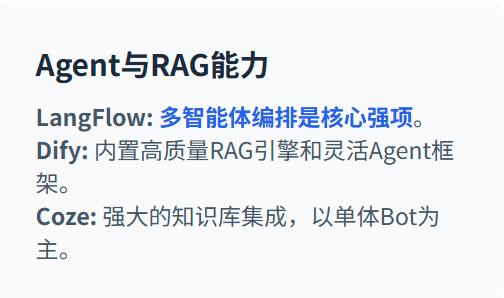 Agent与RAG能力
LangFlow: 多智能体编排是核心强项。
Dify: 内置高质量RAG引擎和灵活Agent框
架。
Coze: 强大的知识库集成，以单体Bot为
主。